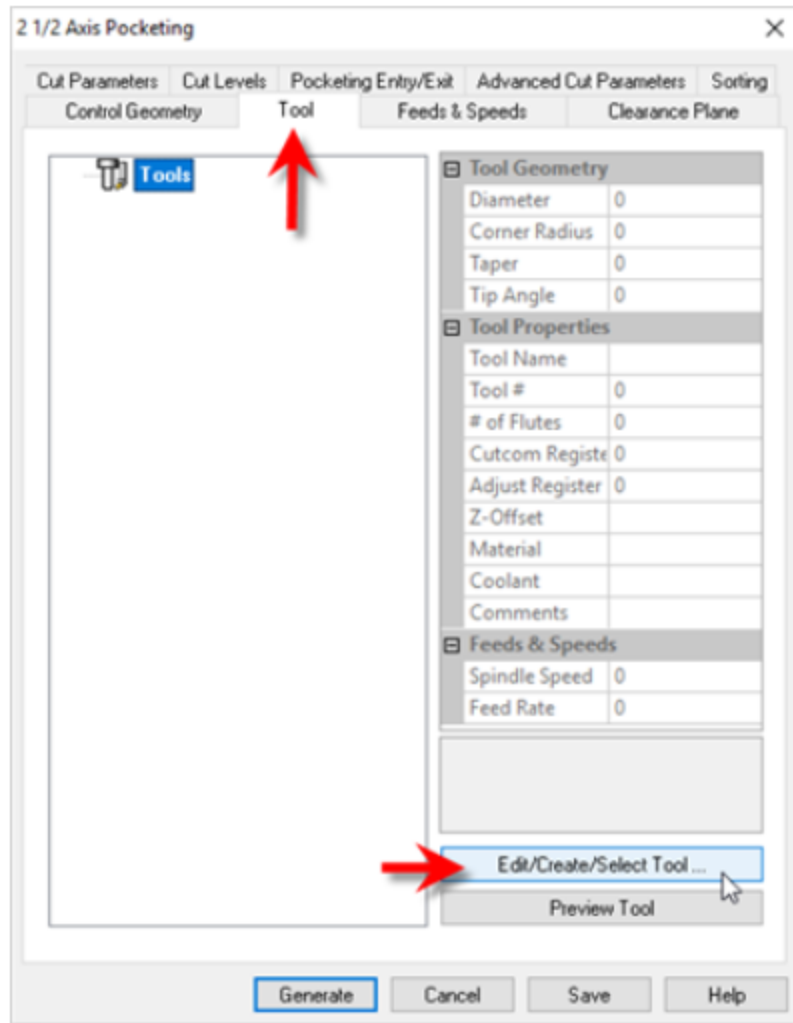 2 1/2 Axis Pocketing
Cut Parameters Cut Levels Pocketing Entry/Exit Advanced Cut Parameters Sorting
Control Geometry Tool Feeds & Speeds Clearance Plane
Tools
Tool Geometry
Diameter 0
Corner Radius 0
Taper 0
Tip Angle 0
Tool Properties
Tool Name
Tool # 0
# of Flutes 0
Cutcom Registe 0
Adjust Register 0
Z-Offset
Material
Coolant
Comments
Feeds & Speeds
Spindle Speed 0
Feed Rate 0
Edit/Create/Select Tool ...
Preview Tool
Generate Cancel Save Help